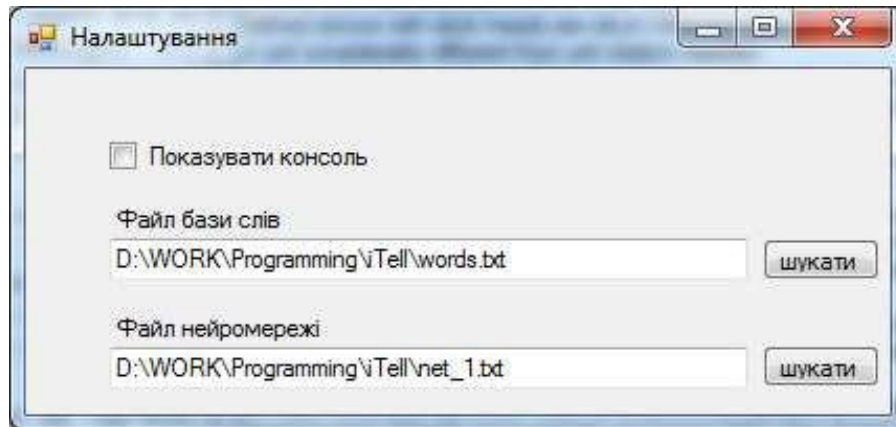 Налаштування
Показувати консоль
Файл бази слів
D:\WORK\Programming\iTell\words.txt
шукати
Файл нейромережі
D:\WORK\Programming\iTell\net_1.txt
шукати